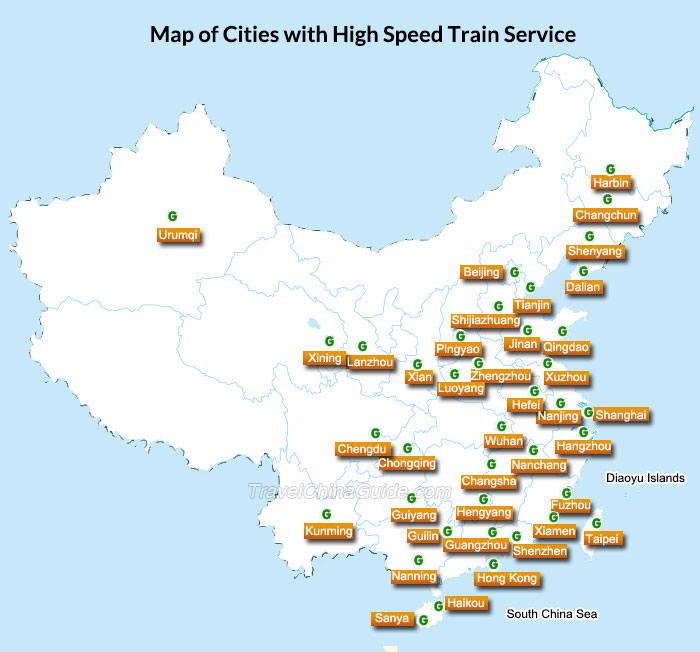 Map of Cities with High Speed Train Service
G
Harbin
G
Changchun
G
Urumqi
G
Shenyang
Beijing G
G
Dalian
G
Tianjin
G
Shijiazhuang
G
Jinan
G
Qingdao
G
Pingyao
G
Xining
G
Lanzhou
G
Xian
G
Zhengzhou
G
Luoyang
G
Xuzhou
G
Hefei
G
Nanjing
G Shanghai
G
Hangzhou
G
Wuhan
G
Chengdu
G
Chongqing
G
Nanchang
G
Changsha
Diaoyu Islands
TravelChinaGuide.com
G
Guiyang
G
Hengyang
G
Fuzhou
G
Kunming
G
Xiamen
G
Taipei
Guilin G
G
Guangzhou
G
Shenzhen
G
Nanning
G
Hong Kong
G Haikou
Sanya G
South China Sea